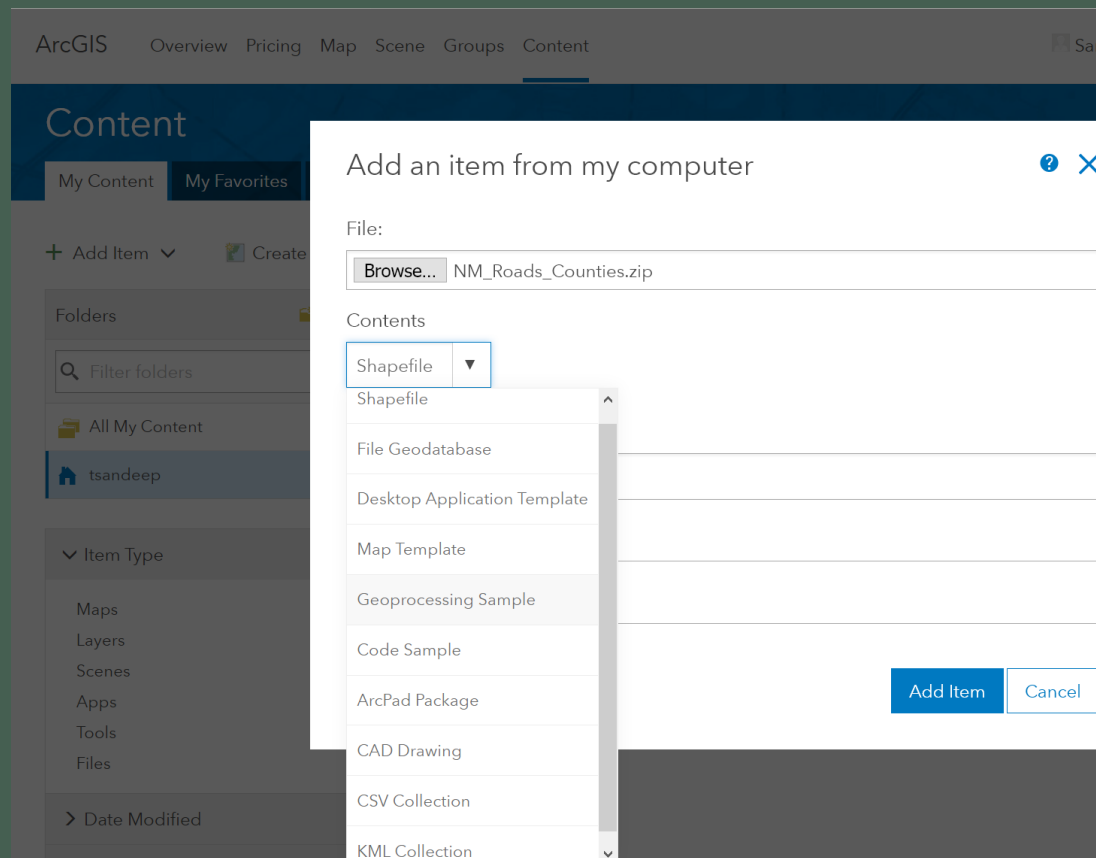 ArcGIS Overview Pricing Map Scene Groups Content Sa
Content
My Content My Favorites
Add an item from my computer ?
File:
Browse... NM_Roads_Counties.zip
Contents
Shapefile
Shapefile
File Geodatabase
Desktop Application Template
Map Template
Geoprocessing Sample
Code Sample
ArcPad Package
CAD Drawing
CSV Collection
KML Collection
Add Item Cancel
Add Item Create
Folders
Filter folders
All My Content
tsandeep
Item Type
Maps
Layers
Scenes
Apps
Tools
Files
Date Modified